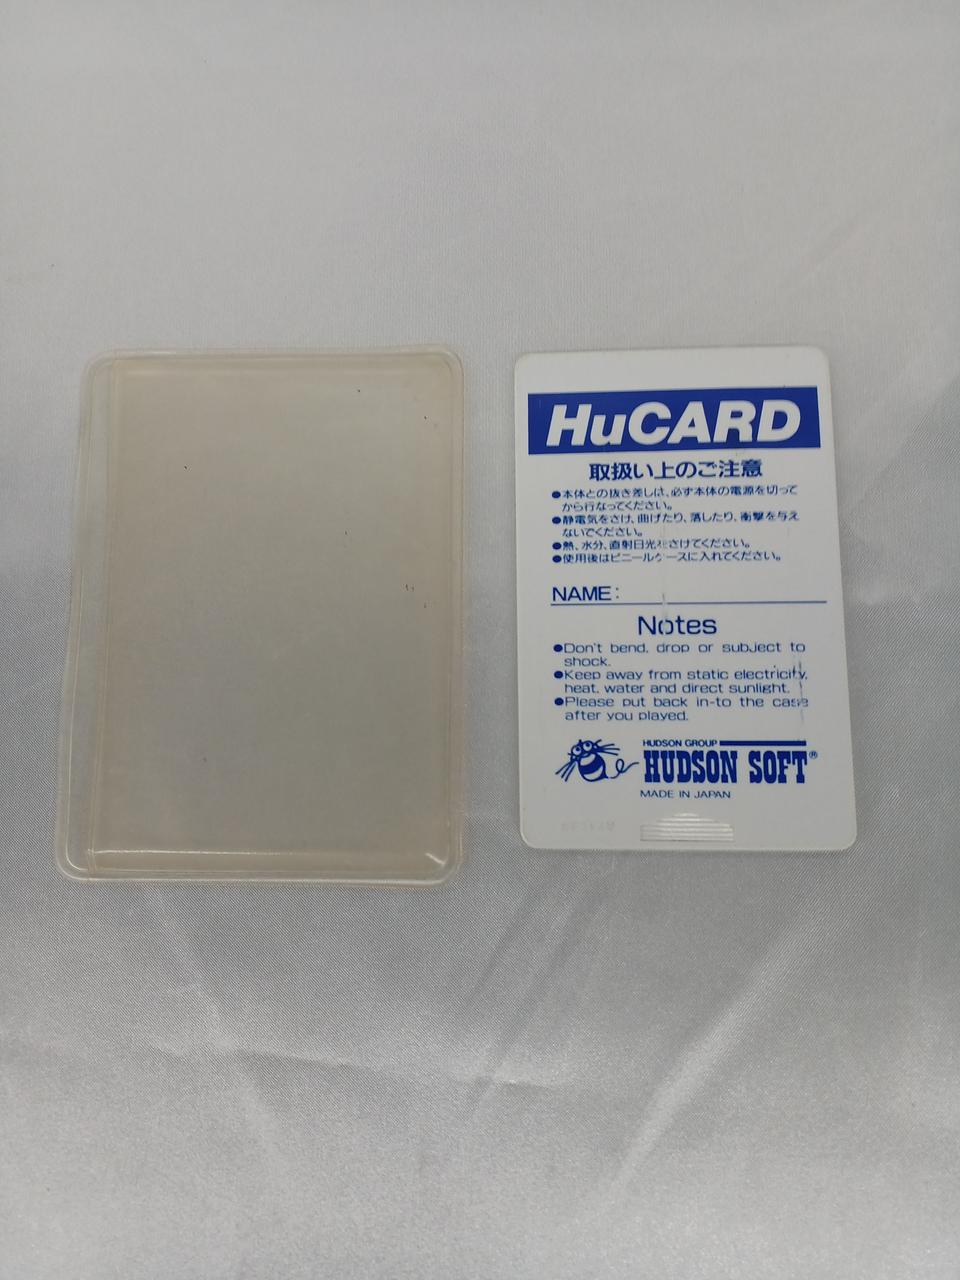 HuCARD
取扱い上のご注意
●本体との抜き差しは、必ず本体の電源を切って
から行なってください。
●静電気をさけ、曲げたり、落したり、衝撃を与え
ないでください。
●熱、水分、直射日光をさけてください。
●使用後はビニールケースに入れてください。
NAME:
Notes
●Don't bend, drop or subject to
shock.
●Keep away from static electricity,
heat, water and direct sunlight.
●Please put back in-to the case
after you played.
HUDSON GROUP
HUDSON SOFT®
MADE IN JAPAN